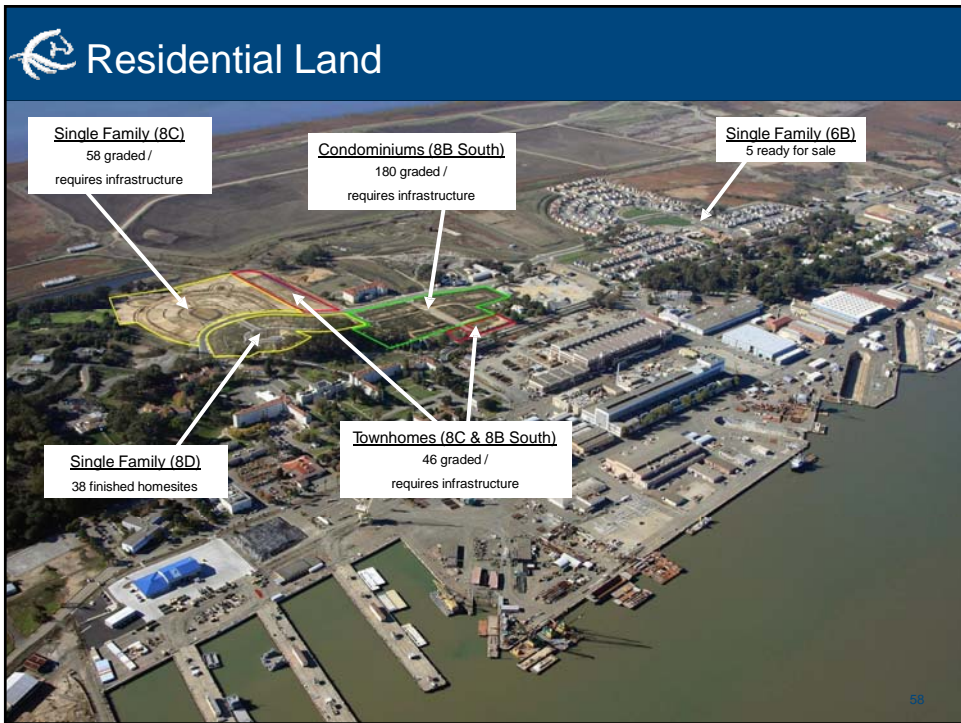 Residential Land
Single Family (8C)
58 graded /
requires infrastructure
Condominiums (8B South)
180 graded /
requires infrastructure
Single Family (6B)
5 ready for sale
Single Family (8D)
38 finished homesites
Townhomes (8C & 8B South)
46 graded /
requires infrastructure
58